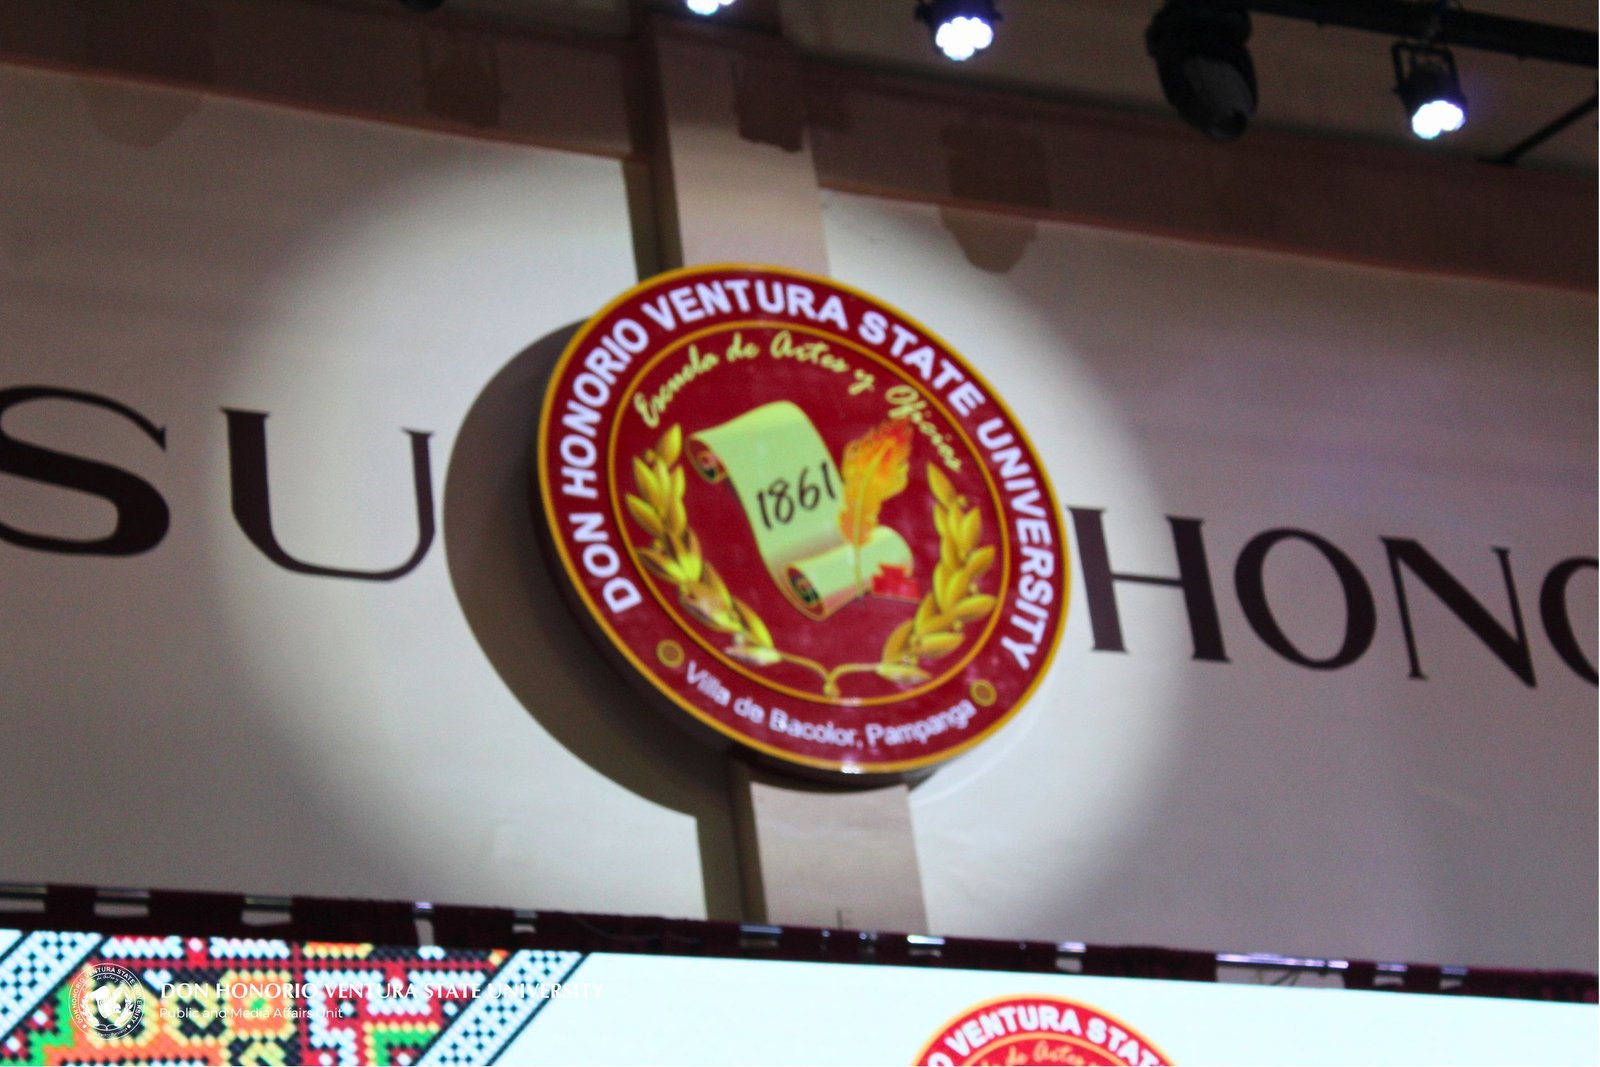 SU
HONO
DON HONORIO VENTURA STATE UNIVERSITY
Escuela de Artes y Oficios
1861
Villa de Bacolor, Pampanga
DON HONORIO VENTURA STATE UNIVERSITY
Public and Media Affairs Unit
O VENTURA STAT